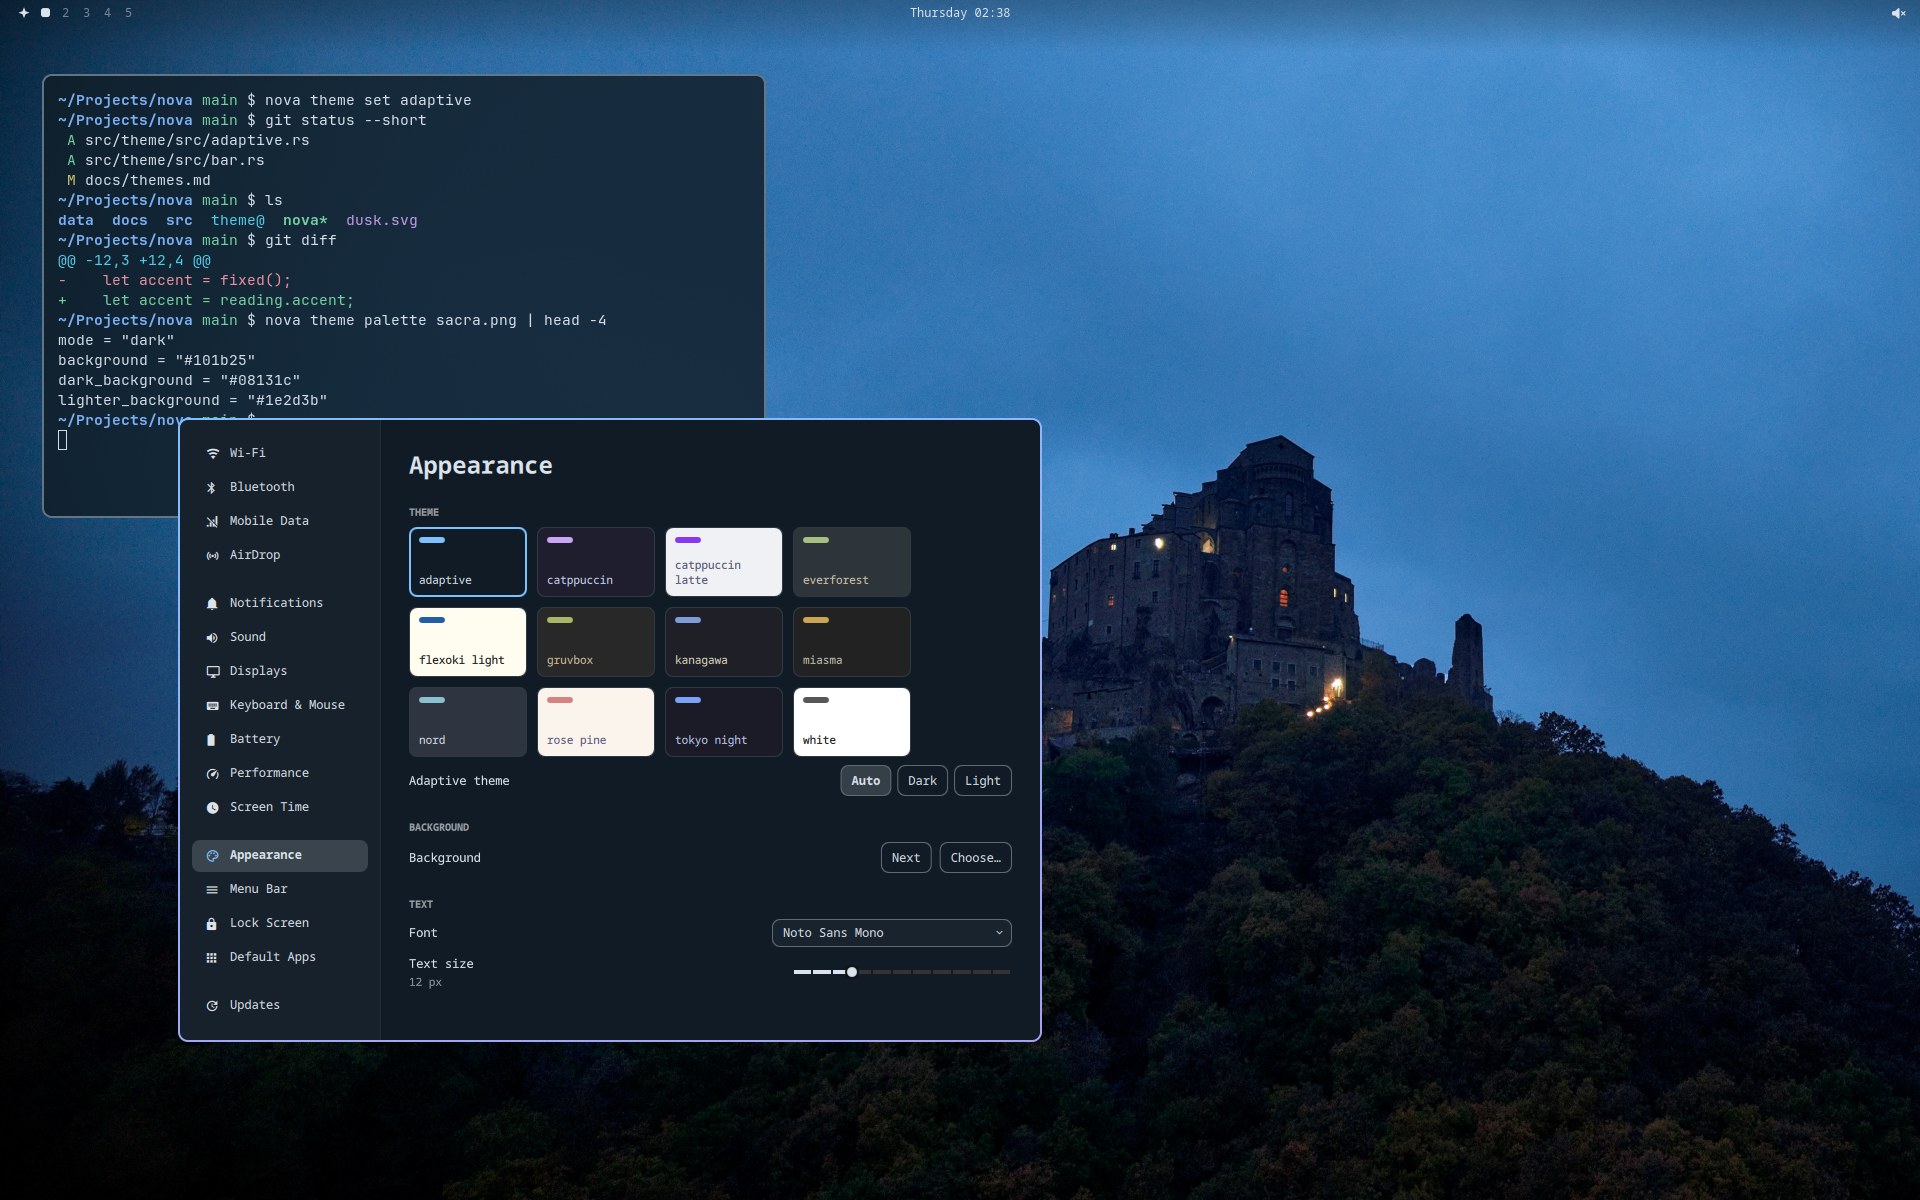 2 3 4 5
Thursday 02:38
~/Projects/nova main $ nova theme set adaptive
~/Projects/nova main $ git status --short
A src/theme/src/adaptive.rs
A src/theme/src/bar.rs
M docs/themes.md
~/Projects/nova main $ ls
data docs src theme@ nova* dusk.svg
~/Projects/nova main $ git diff
@@ -12,3 +12,4 @@
- let accent = fixed();
+ let accent = reading.accent;
~/Projects/nova main $ nova theme palette sacra.png | head -4
mode = "dark"
background = "#101b25"
dark_background = "#08131c"
lighter_background = "#1e2d3b"
~/Projects/nova main $
Wi-Fi
Bluetooth
Mobile Data
AirDrop
Notifications
Sound
Displays
Keyboard & Mouse
Battery
Performance
Screen Time
Appearance
Menu Bar
Lock Screen
Default Apps
Updates
Appearance
THEME
adaptive
catppuccin
catppuccin
latte
everforest
flexoki light
gruvbox
kanagawa
miasma
nord
rose pine
tokyo night
white
Adaptive theme
Auto
Dark
Light
BACKGROUND
Background
Next
Choose…
TEXT
Font
Noto Sans Mono
Text size
12 px